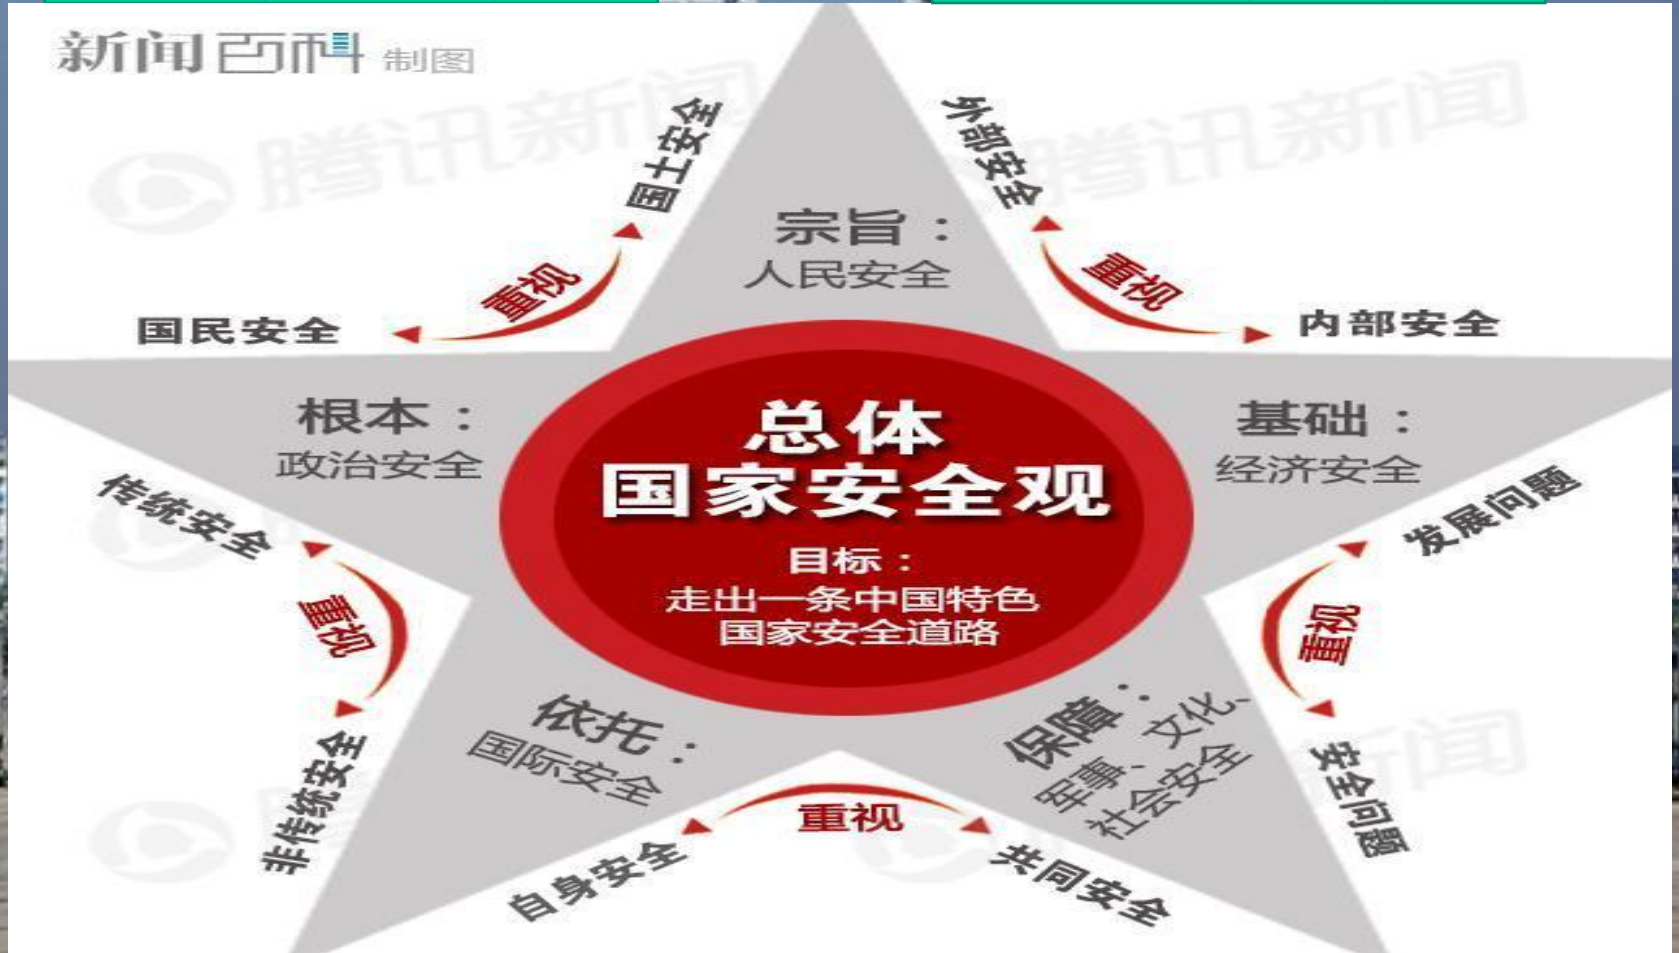 新闻百科 制图
腾讯新闻
腾讯新闻
国土安全
重视
国民安全
外部安全
重视
内部安全
宗旨：
人民安全
根本：
政治安全
基础：
经济安全
总体
国家安全观
目标：
走出一条中国特色
国家安全道路
传统安全
重视
非传统安全
发展问题
重视
安全问题
依托：
国际安全
保障：
军事、文化、
社会安全
自身安全
重视
共同安全
新闻